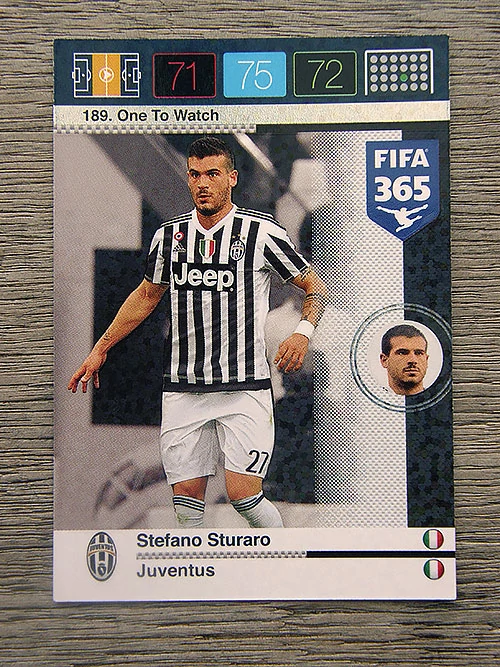 71 75 72
189. One To Watch
FIFA
365
Jeep
27
Stefano Sturaro
Juventus